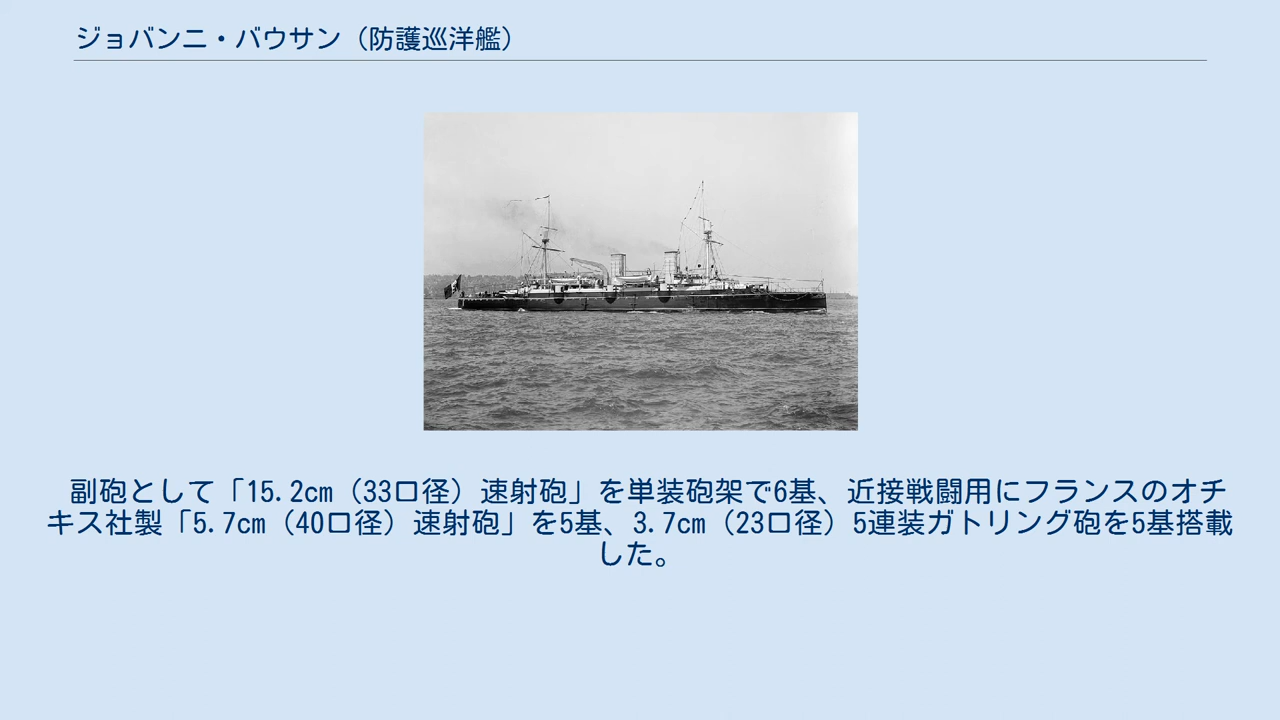 ジョバンニ・バウサン（防護巡洋艦）
副砲として「15.2cm（33口径）速射砲」を単装砲架で6基、近接戦闘用にフランスのオチ
キス社製「5.7cm（40口径）速射砲」を5基、3.7cm（23口径）5連装ガトリング砲を5基搭載
した。